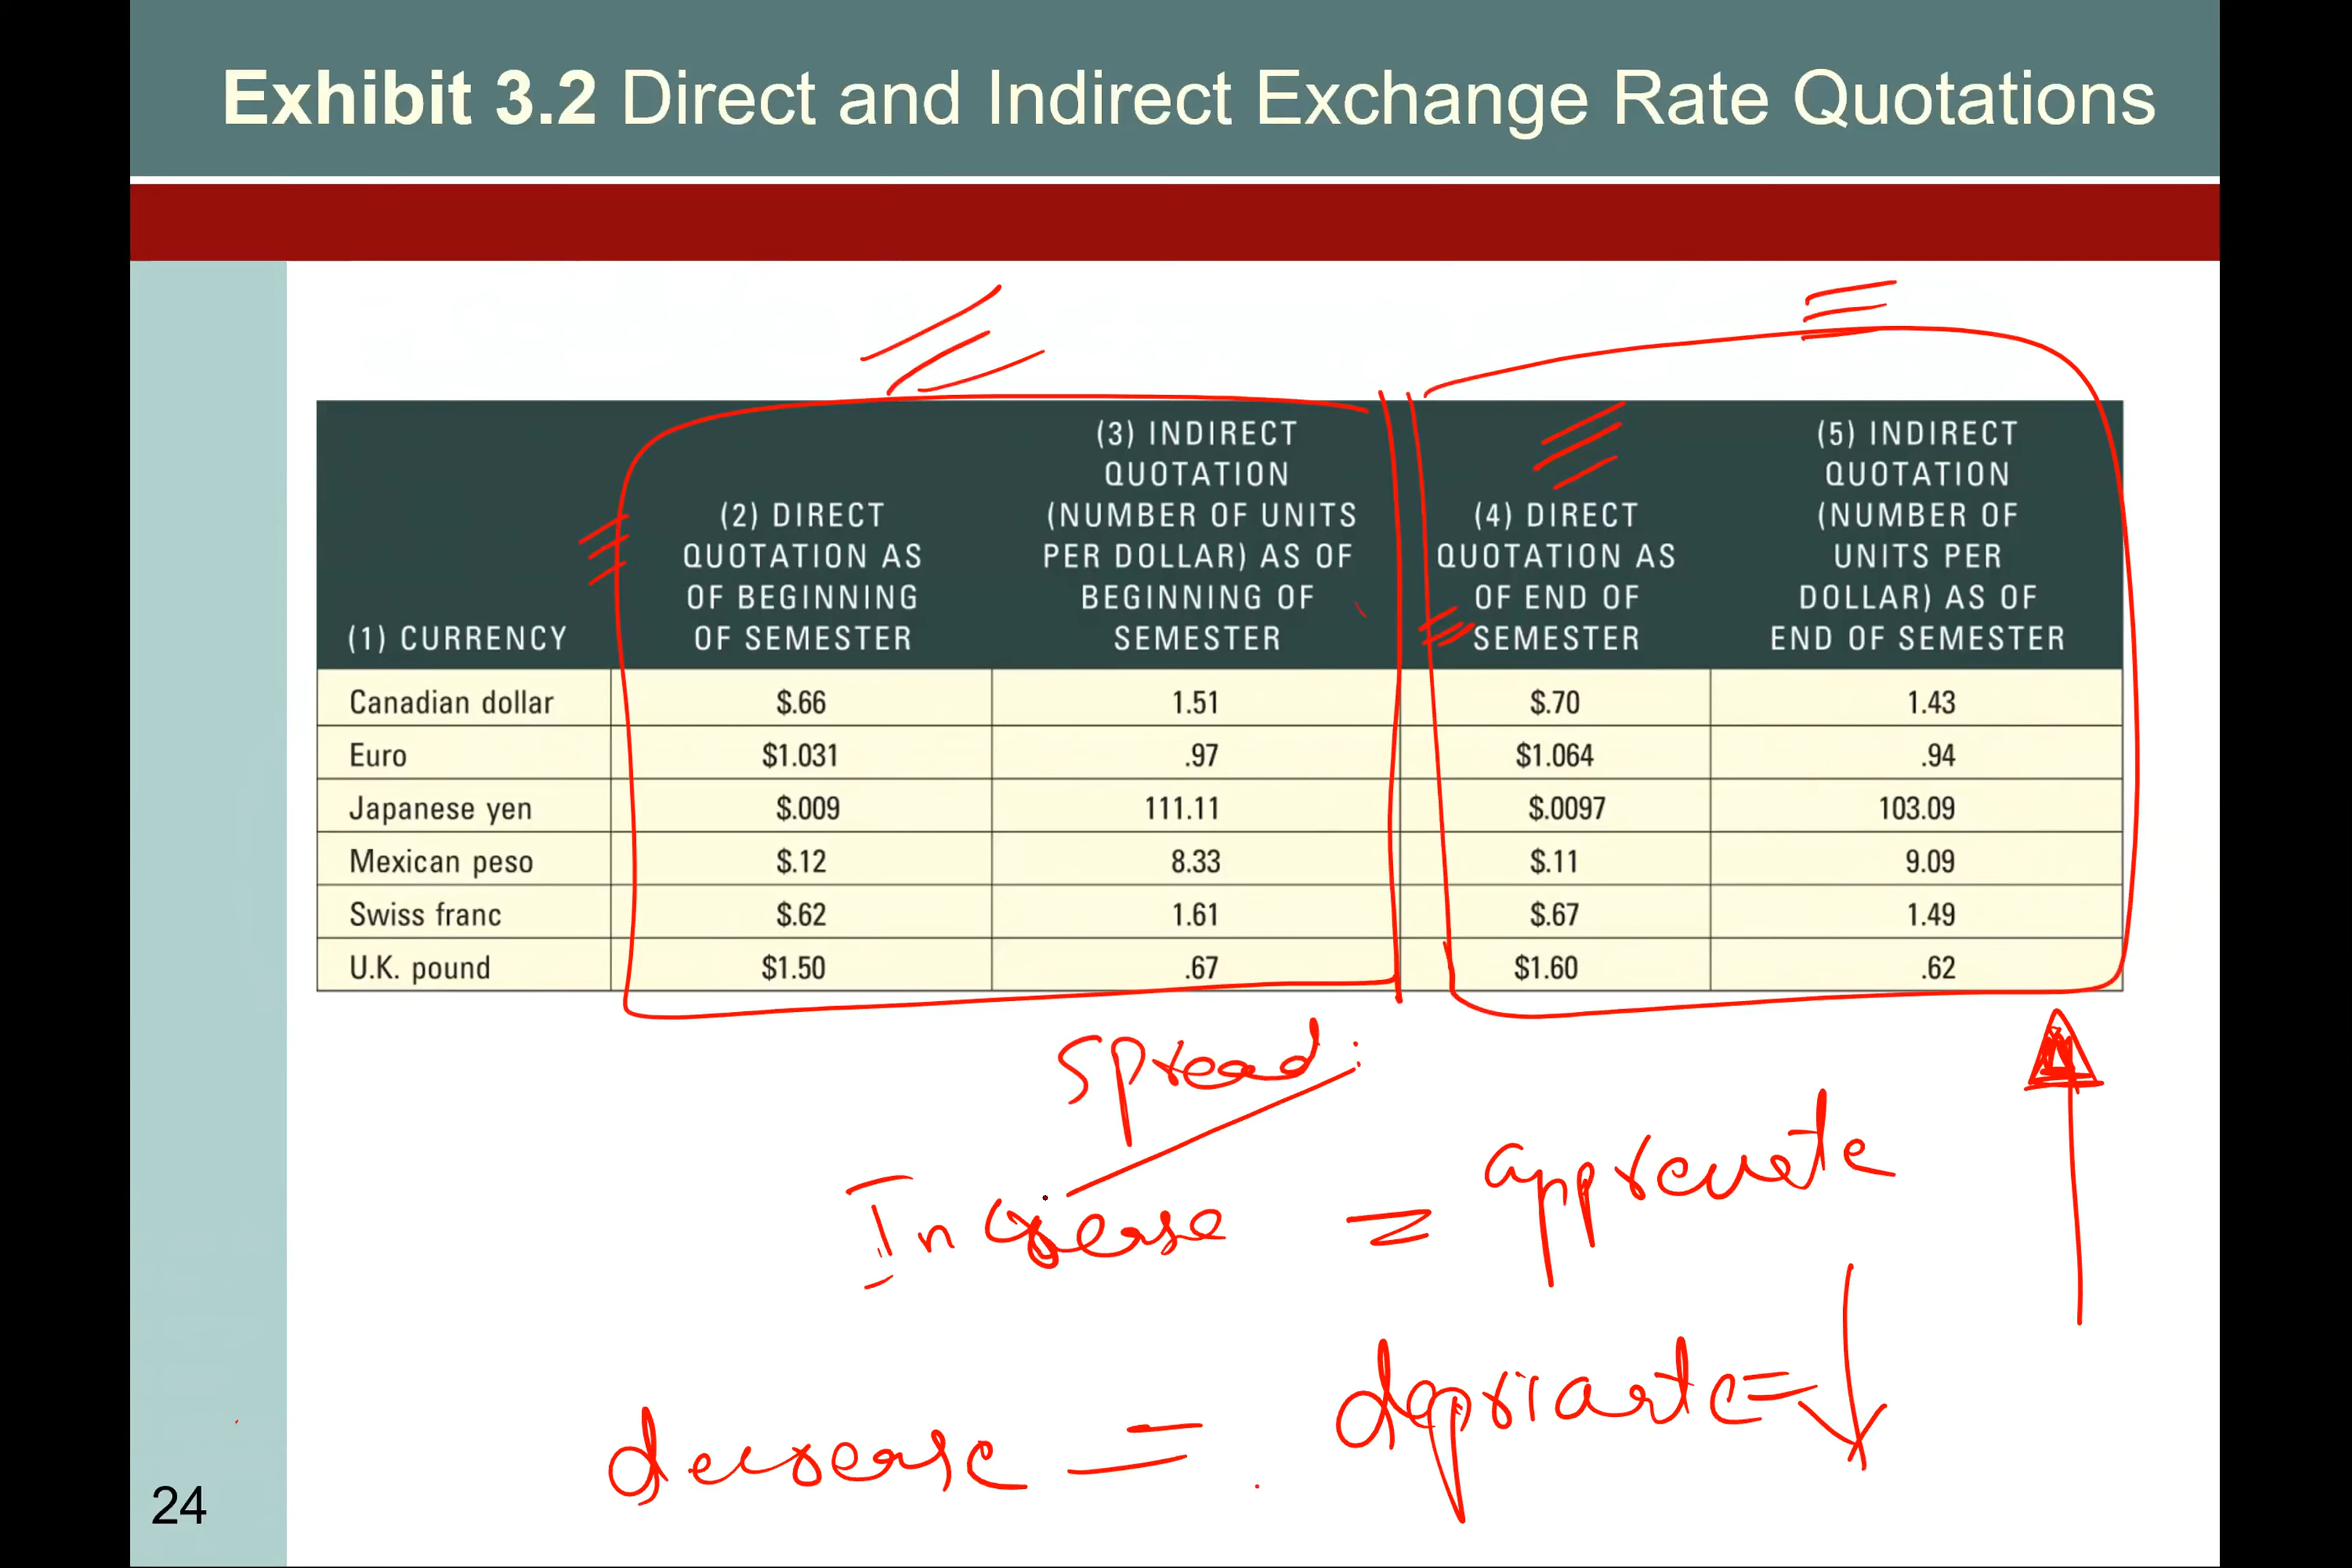 Exhibit 3.2 Direct and Indirect Exchange Rate Quotations
(1) CURRENCY
(2) DIRECT
QUOTATION AS
OF BEGINNING
OF SEMESTER
(3) INDIRECT
QUOTATION
(NUMBER OF UNITS
PER DOLLAR) AS OF
BEGINNING OF
SEMESTER
(4) DIRECT
QUOTATION AS
OF END OF
SEMESTER
(5) INDIRECT
QUOTATION
(NUMBER OF
UNITS PER
DOLLAR) AS OF
END OF SEMESTER
Canadian dollar $.66 1.51 $.70 1.43
Euro $1.031 .97 $1.064 .94
Japanese yen $.009 111.11 $.0097 103.09
Mexican peso $.12 8.33 $.11 9.09
Swiss franc $.62 1.61 $.67 1.49
U.K. pound $1.50 .67 $1.60 .62
Spread:
Increase = appreciate
decrease = depriciate =
24